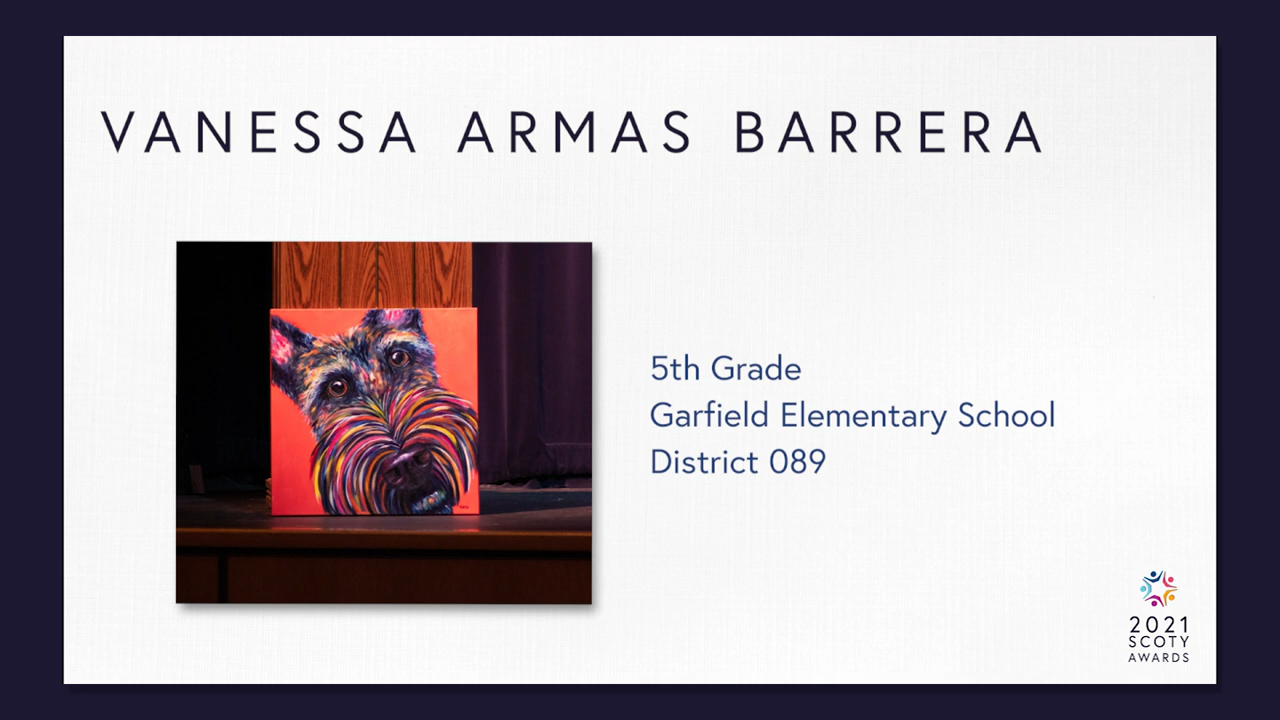 VANESSA ARMAS BARRERA
5th Grade
Garfield Elementary School
District 089
2021
SCOTY
AWARDS